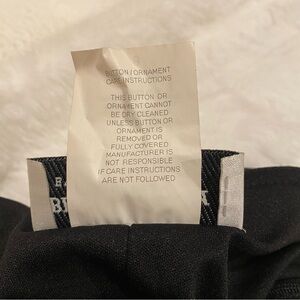 BUTTON/ORNAMENT
CARE INSTRUCTIONS
THIS BUTTON OR
ORNAMENT CANNOT
BE DRY CLEANED
UNLESS BUTTON OR
ORNAMENT IS
REMOVED OR
FULLY COVERED
MANUFACTURER IS
NOT RESPONSIBLE
IF CARE INSTRUCTIONS
ARE NOT FOLLOWED